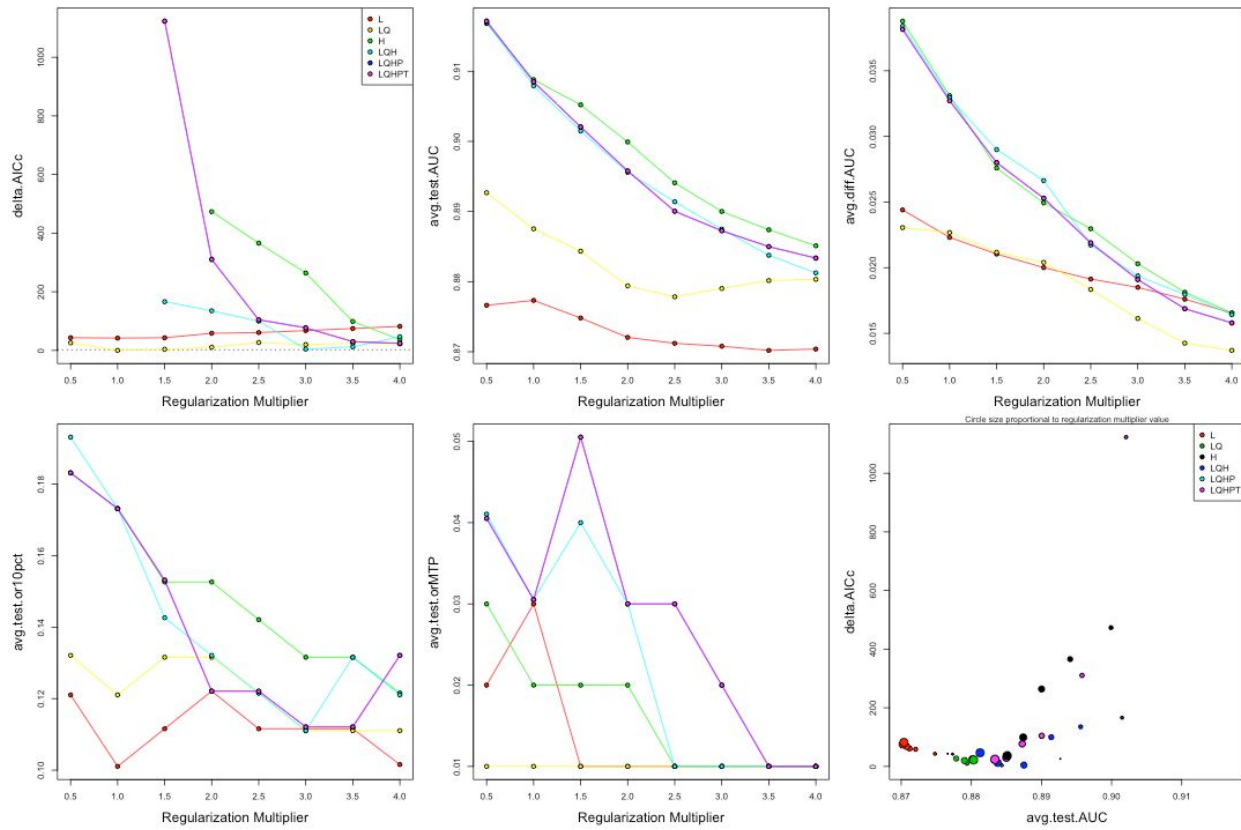 L
LQ
H
LQH
LQHP
LQHPT
delta.AICc
0 200 400 600 800 1000
0.5 1.0 1.5 2.0 2.5 3.0 3.5 4.0
Regularization Multiplier
avg.test.AUC
0.87 0.88 0.89 0.90 0.91
0.5 1.0 1.5 2.0 2.5 3.0 3.5 4.0
Regularization Multiplier
avg.diff.AUC
0.015 0.020 0.025 0.030 0.035
0.5 1.0 1.5 2.0 2.5 3.0 3.5 4.0
Regularization Multiplier
avg.test.or10pct
0.10 0.12 0.14 0.16 0.18
0.5 1.0 1.5 2.0 2.5 3.0 3.5 4.0
Regularization Multiplier
avg.test.orMTP
0.01 0.02 0.03 0.04 0.05
0.5 1.0 1.5 2.0 2.5 3.0 3.5 4.0
Regularization Multiplier
Circle size proportional to regularization multiplier value
L
LQ
H
LQH
LQHP
LQHPT
delta.AICc
0 200 400 600 800 1000
0.87 0.88 0.89 0.90 0.91
avg.test.AUC